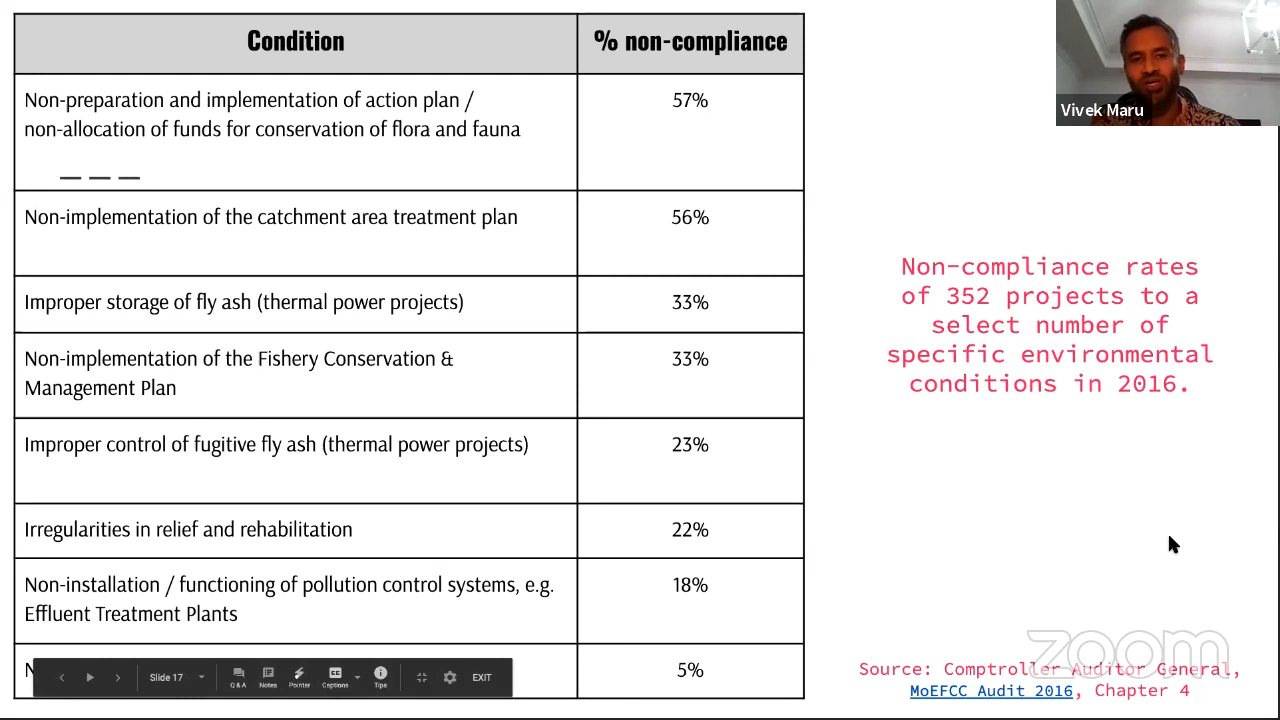 Condition
% non-compliance
Non-preparation and implementation of action plan /
non-allocation of funds for conservation of flora and fauna
57%
Non-implementation of the catchment area treatment plan
56%
Improper storage of fly ash (thermal power projects)
33%
Non-implementation of the Fishery Conservation &
Management Plan
33%
Improper control of fugitive fly ash (thermal power projects)
23%
Irregularities in relief and rehabilitation
22%
Non-installation / functioning of pollution control systems, e.g.
Effluent Treatment Plants
18%
5%
Slide 17
Q & A
Notes
Pointer
Captions
Tips
EXIT
Vivek Maru
Non-compliance rates
of 352 projects to a
select number of
specific environmental
conditions in 2016.
zoom
Source: Comptroller Auditor General,
MoEFCC Audit 2016, Chapter 4